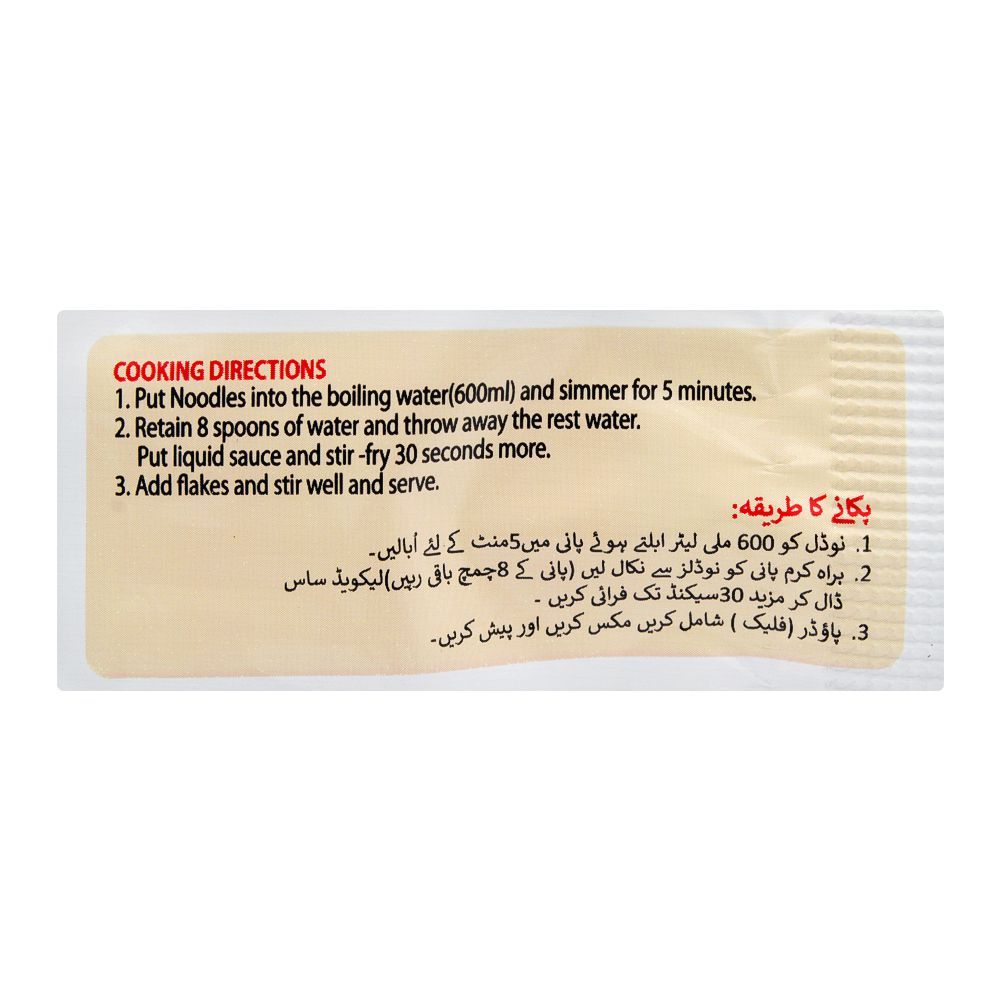 COOKING DIRECTIONS
1. Put Noodles into the boiling water(600ml) and simmer for 5 minutes.
2. Retain 8 spoons of water and throw away the rest water.
Put liquid sauce and stir -fry 30 seconds more.
3. Add flakes and stir well and serve.
پکانے کا طریقہ:
1. نوڈل کو 600 ملی لیٹر ابلتے ہوئے پانی میں5منٹ کے لئے اُبالیں۔
2. براہ کرم پانی کو نوڈلز سے نکال لیں (پانی کے 8چمچ باقی رہیں)لیکویڈ ساس
ڈال کر مزید 30سیکنڈ تک فرائی کریں ۔
3. پاؤڈر (فلیک ) شامل کریں مکس کریں اور پیش کریں۔